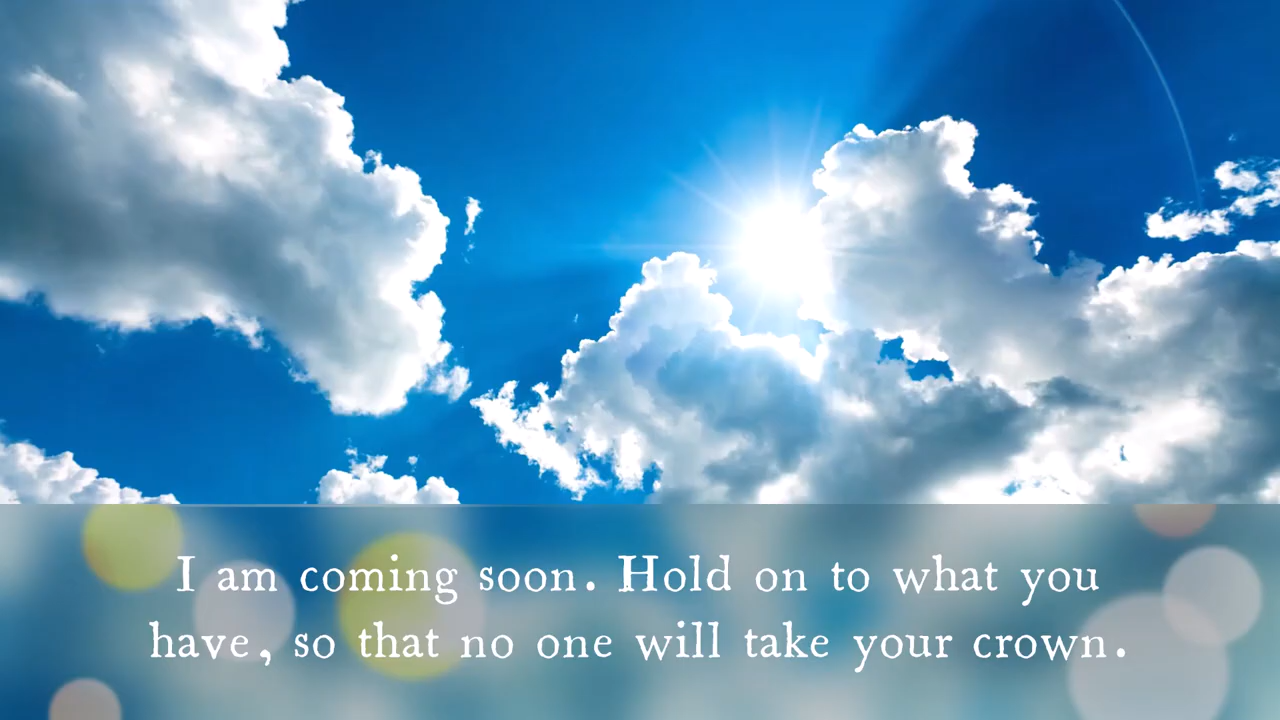 I am coming soon. Hold on to what you
have, so that no one will take your crown.